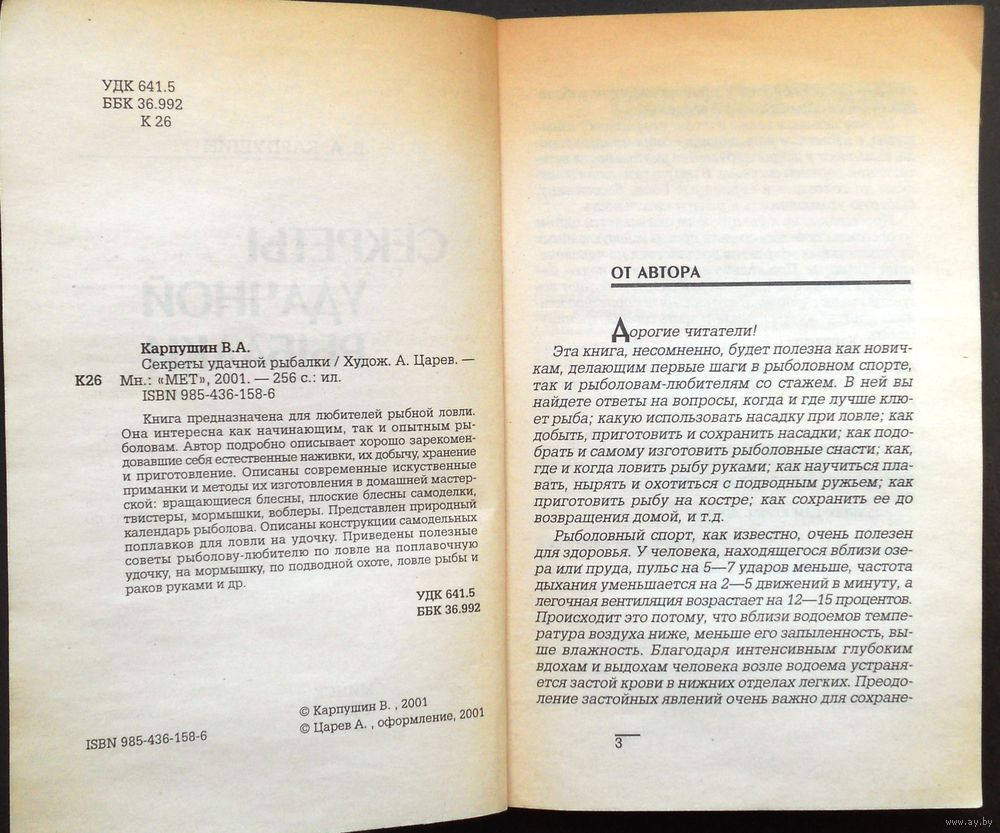 УДК 641.5
ББК 36.992
К 26
Карпушин В.А.
Секреты удачной рыбалки / Худож. А. Царев. —
К26 Мн.: «МЕТ», 2001. — 256 с.: ил.
ISBN 985-436-158-6
Книга предназначена для любителей рыбной ловли.
Она интересна как начинающим, так и опытным ры-
боловам. Автор подробно описывает хорошо зарекомен-
довавшие себя естественные наживки, их добычу, хранение
и приготовление. Описаны современные искуственные
приманки и методы их изготовления в домашней мастер-
ской: вращающиеся блесны, плоские блесны самоделки,
твистеры, мормышки, воблеры. Представлен природный
календарь рыболова. Описаны конструкции самодельных
поплавков для ловли на удочку. Приведены полезные
советы рыболову-любителю по ловле на поплавочную
удочку, на мормышку, по подводной охоте, ловле рыбы и
раков руками и др.
УДК 641.5
ББК 36.992
© Карпушин В. , 2001
© Царев А. , оформление, 2001
ISBN 985-436-158-6
ОТ АВТОРА
Дорогие читатели!
Эта книга, несомненно, будет полезна как нович-
кам, делающим первые шаги в рыболовном спорте,
так и рыболовам-любителям со стажем. В ней вы
найдете ответы на вопросы, когда и где лучше клю-
ет рыба; какую использовать насадку при ловле; как
добыть, приготовить и сохранить насадки; как подо-
брать и самому изготовить рыболовные снасти; как,
где и когда ловить рыбу руками; как научиться пла-
вать, нырять и охотиться с подводным ружьем; как
приготовить рыбу на костре; как сохранить ее до
возвращения домой, и т.д.
Рыболовный спорт, как известно, очень полезен
для здоровья. У человека, находящегося вблизи озе-
ра или пруда, пульс на 5—7 ударов меньше, частота
дыхания уменьшается на 2—5 движений в минуту, а
легочная вентиляция возрастает на 12—15 процентов.
Происходит это потому, что вблизи водоемов темпе-
ратура воздуха ниже, меньше его запыленность, вы-
ше влажность. Благодаря интенсивным глубоким
вдохам и выдохам человека возле водоема устраня-
ется застой крови в нижних отделах легких. Преодо-
ление застойных явлений очень важно для сохране-
3
www.ay.by